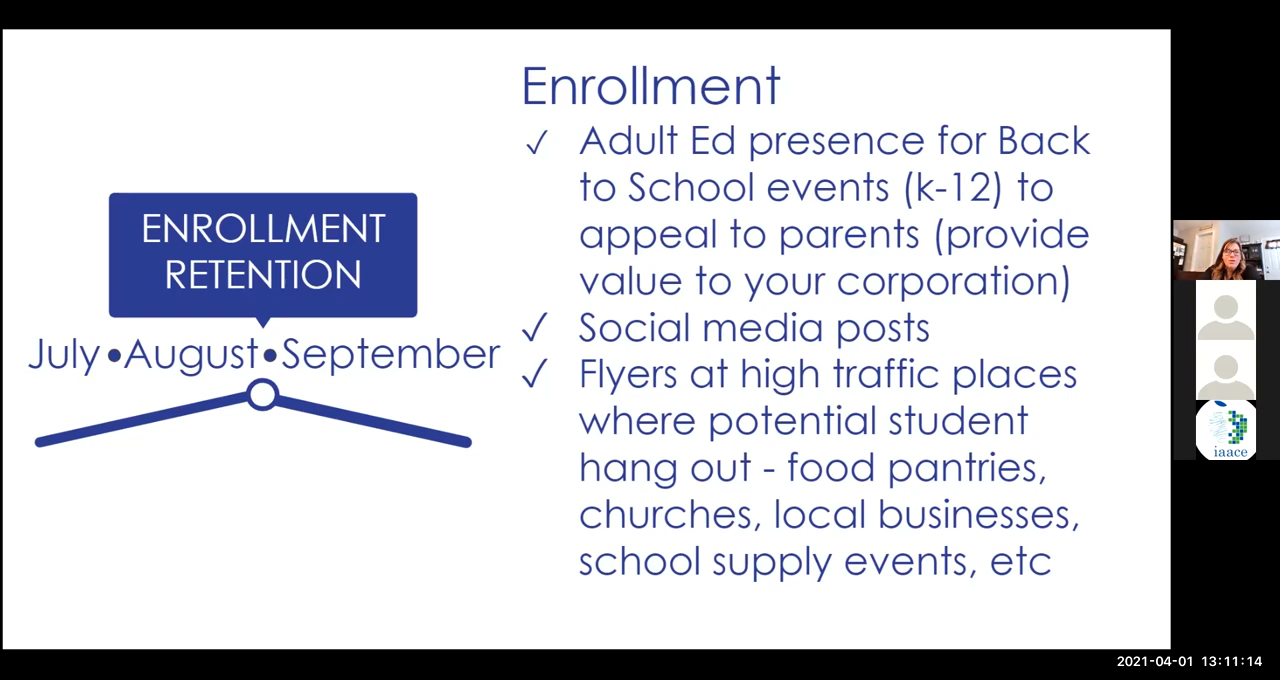 Enrollment
✓ Adult Ed presence for Back
to School events (k-12) to
appeal to parents (provide
value to your corporation)
✓ Social media posts
✓ Flyers at high traffic places
where potential student
hang out - food pantries,
churches, local businesses,
school supply events, etc
ENROLLMENT
RETENTION
July•August•September
iaace
2021-04-01 13:11:14